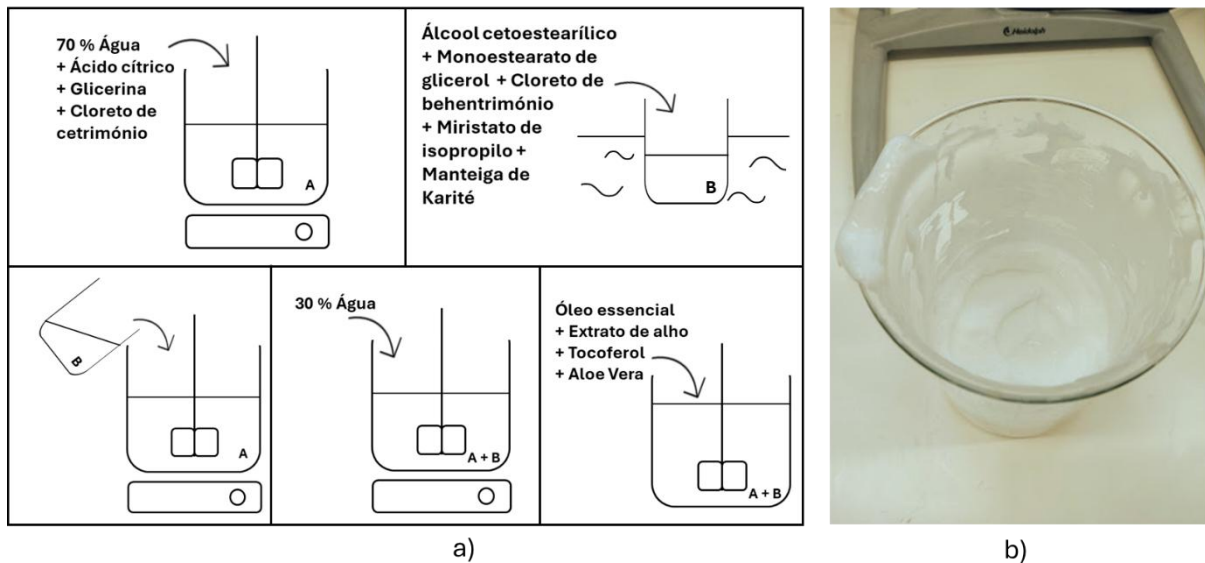 70 % Água
+ Ácido cítrico
+ Glicerina
+ Cloreto de
cetrimónio
A
Álcool cetoestearílico
+ Monoestearato de
glicerol + Cloreto de
behentrimónio
+ Miristato de
isopropilo +
Manteiga de
Karité
B
B
A
30 % Água
A + B
Óleo essencial
+ Extrato de alho
+ Tocoferol
+ Aloe Vera
A + B
a)
Heidolph
b)